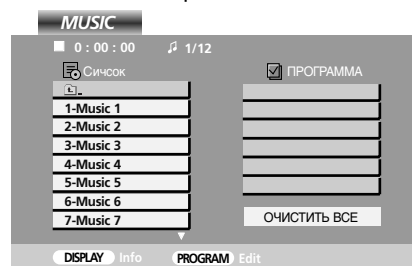 MUSIC
0 : 00 : 00 1/12
Сичсок
ПРОГРАММА
1-Music 1
2-Music 2
3-Music 3
4-Music 4
5-Music 5
6-Music 6
7-Music 7
ОЧИСТИТЬ ВСЕ
DISPLAY Info PROGRAM Edit